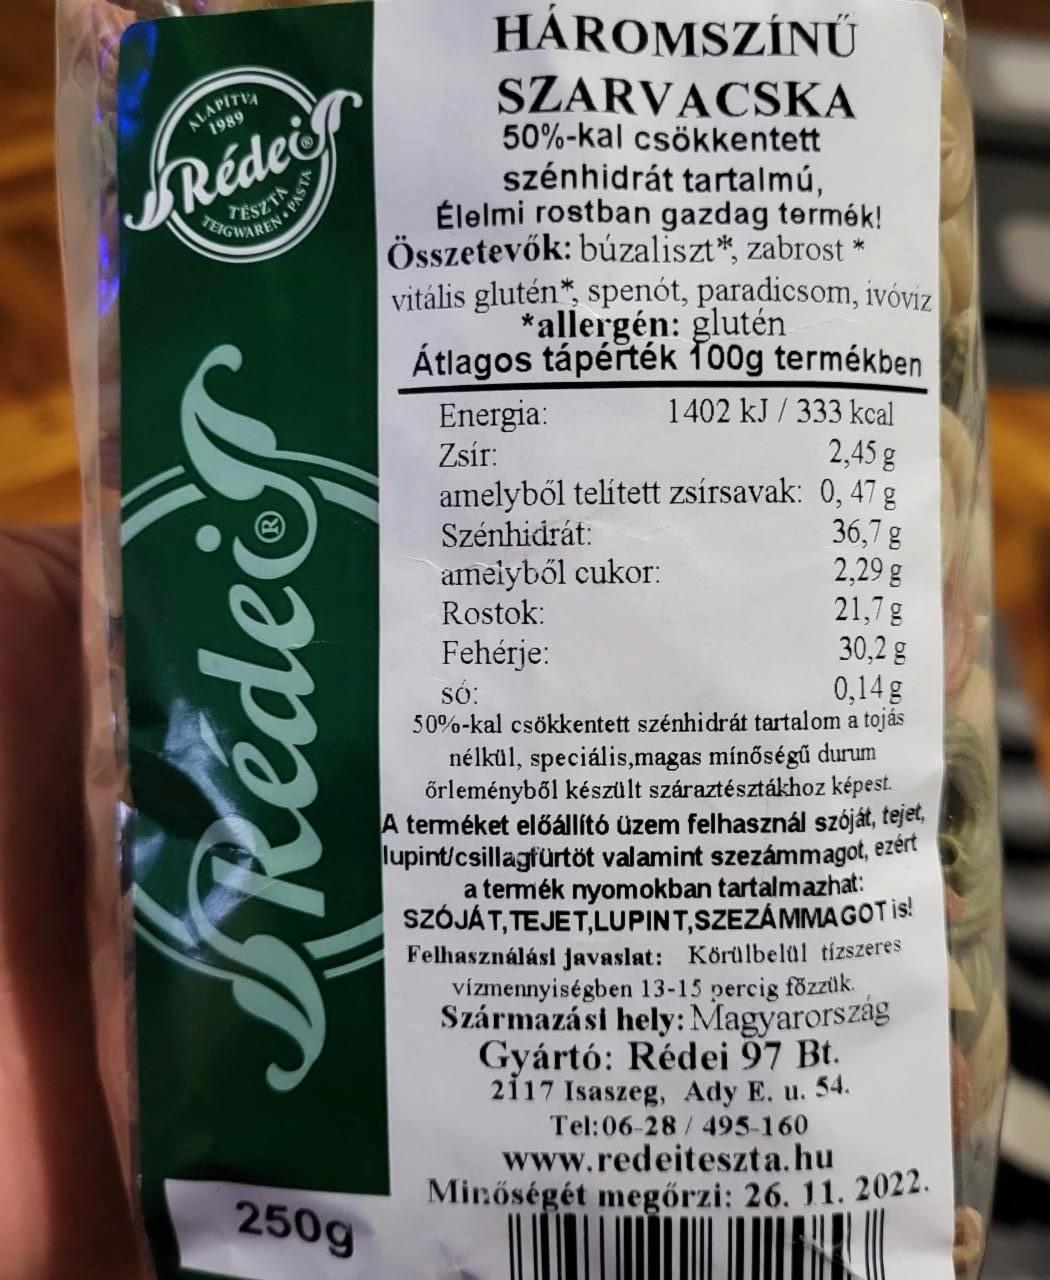 ALAPÍTVA
1989
Rédei®
TÉSZTA
TEIGWAREN • PASTA
Rédei®
250g
HÁROMSZÍNŰ
SZARVACSKA
50%-kal csökkentett
szénhidrát tartalmú,
Élelmi rostban gazdag termék!
Összetevők: búzaliszt*, zabrost *
vitális glutén*, spenót, paradicsom, ivóvíz
*allergén: glutén
Átlagos tápérték 100g termékben
Energia: 1402 kJ / 333 kcal
Zsír: 2,45 g
amelyből telített zsírsavak: 0, 47 g
Szénhidrát: 36,7 g
amelyből cukor: 2,29 g
Rostok: 21,7 g
Fehérje: 30,2 g
só: 0,14 g
50%-kal csökkentett szénhidrát tartalom a tojás
nélkül, speciális,magas minőségű durum
őrleményből készült száraztésztákhoz képest.
A terméket előállító üzem felhasznál szóját, tejet,
lupint/csillagfürtöt valamint szezámmagot, ezért
a termék nyomokban tartalmazhat:
SZÓJÁT,TEJET,LUPINT,SZEZÁMMAGOT is!
Felhasználási javaslat: Körülbelül tízszeres
vízmennyiségben 13-15 percig főzzük.
Származási hely: Magyarország
Gyártó: Rédei 97 Bt.
2117 Isaszeg, Ady E. u. 54.
Tel:06-28 / 495-160
www.redeiteszta.hu
Minőségét megőrzi: 26. 11. 2022.